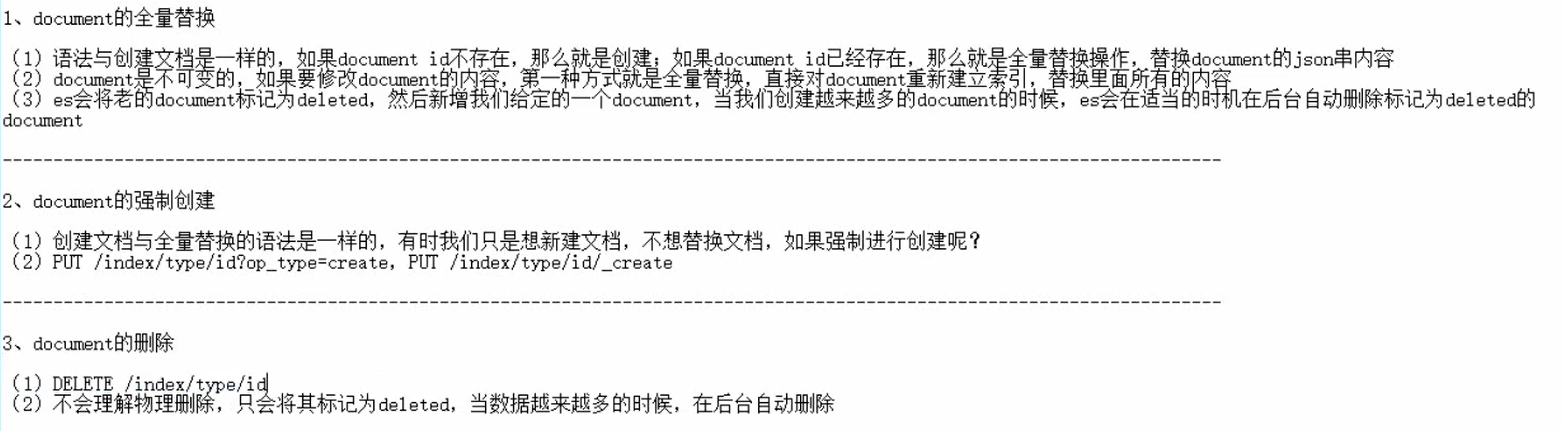 1、document的全量替换
（1）语法与创建文档是一样的，如果document id不存在，那么就是创建；如果document id已经存在，那么就是全量替换操作，替换document的json串内容
（2）document是不可变的，如果要修改document的内容，第一种方式就是全量替换，直接对document重新建立索引，替换里面所有的内容
（3）es会将老的document标记为deleted，然后新增我们给定的一个document，当我们创建越来越多的document的时候，es会在适当的时机在后台自动删除标记为deleted的
document
------------------------------------------------------------------------------------------------------------------------
2、document的强制创建
（1）创建文档与全量替换的语法是一样的，有时我们只是想新建文档，不想替换文档，如果强制进行创建呢？
（2）PUT /index/type/id?op_type=create，PUT /index/type/id/_create
------------------------------------------------------------------------------------------------------------------------
3、document的删除
（1）DELETE /index/type/id
（2）不会理解物理删除，只会将其标记为deleted，当数据越来越多的时候，在后台自动删除